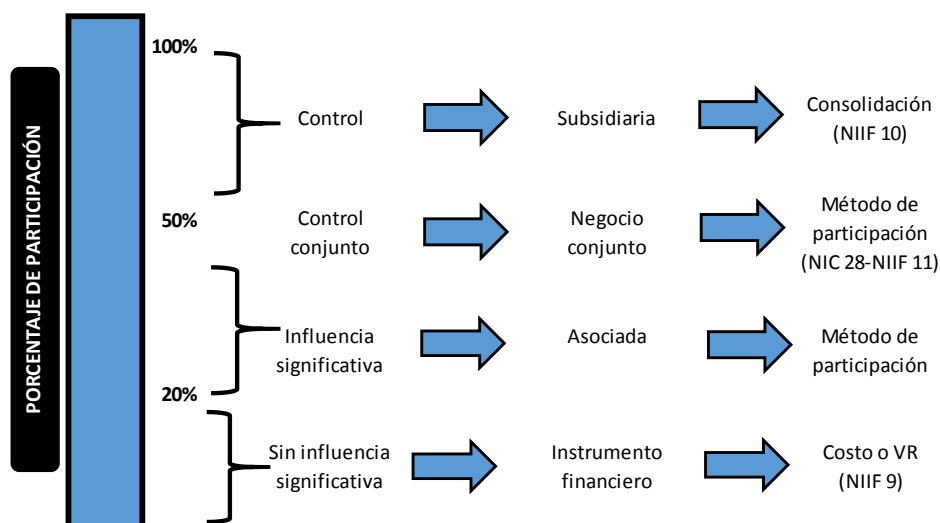 PORCENTAJE DE PARTICIPACIÓN
100%
Control
Subsidiaria
Consolidación
(NIIF 10)
50%
Control
conjunto
Negocio
conjunto
Método de
participación
(NIC 28-NIIF 11)
Influencia
significativa
Asociada
Método de
participación
20%
Sin influencia
significativa
Instrumento
financiero
Costo o VR
(NIIF 9)